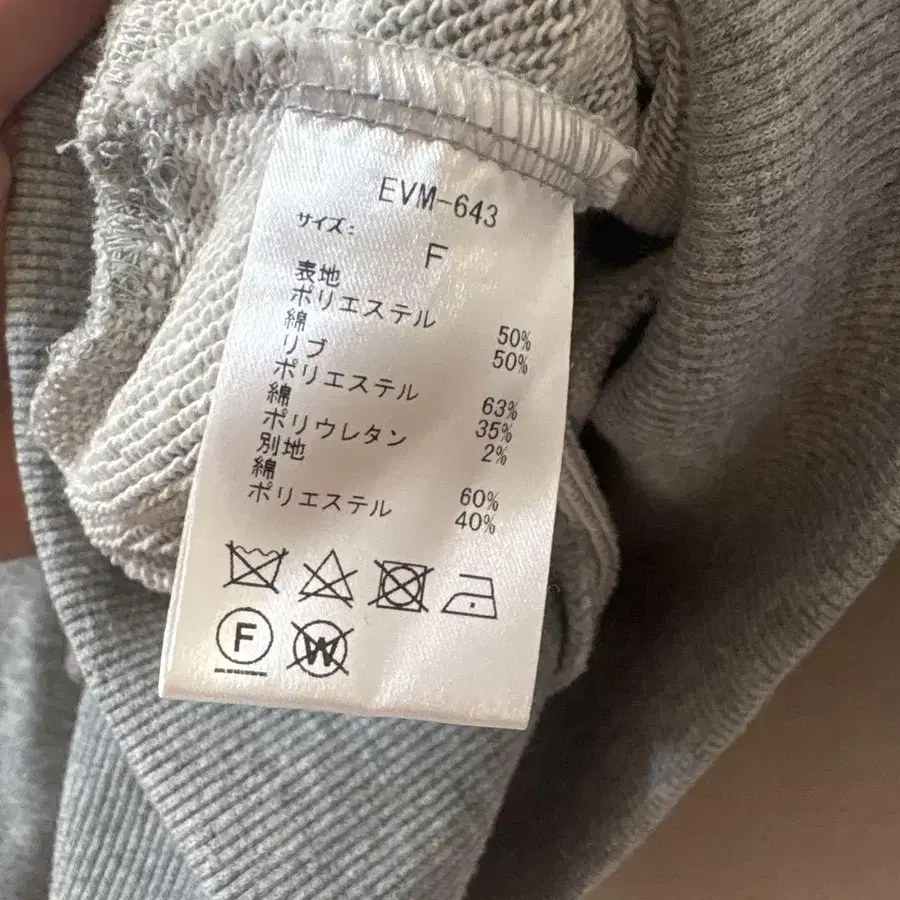 EVM-643
サイズ:
F
表地
ポリエステル 50%
綿 50%
リブ
ポリエステル 63%
綿 35%
ポリウレタン 2%
別地
綿 60%
ポリエステル 40%
F W